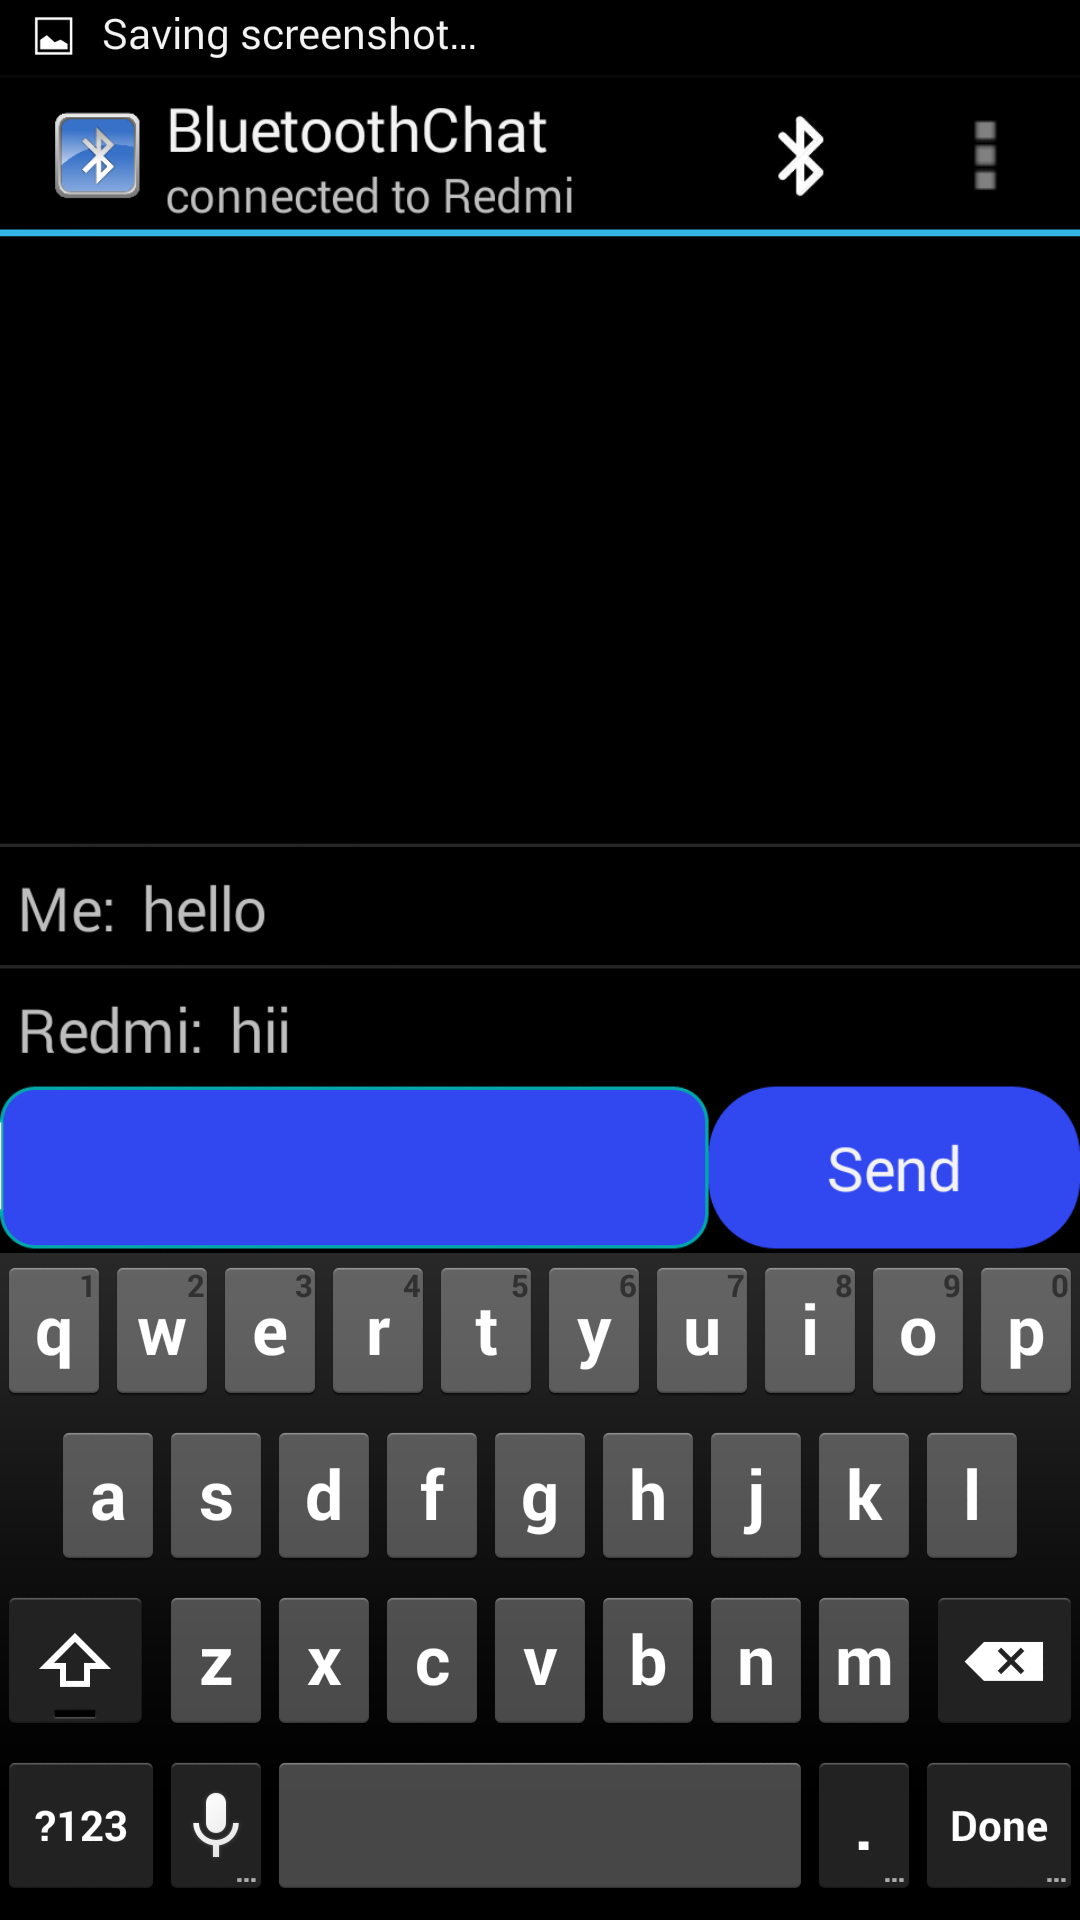 Saving screenshot...
BluetoothChat
connected to Redmi
Me: hello
Redmi: hii
Send
1 2 3 4 5 6 7 8 9 0
q w e r t y u i o p
a s d f g h j k l
z x c v b n m
?123 ... . ... Done ...